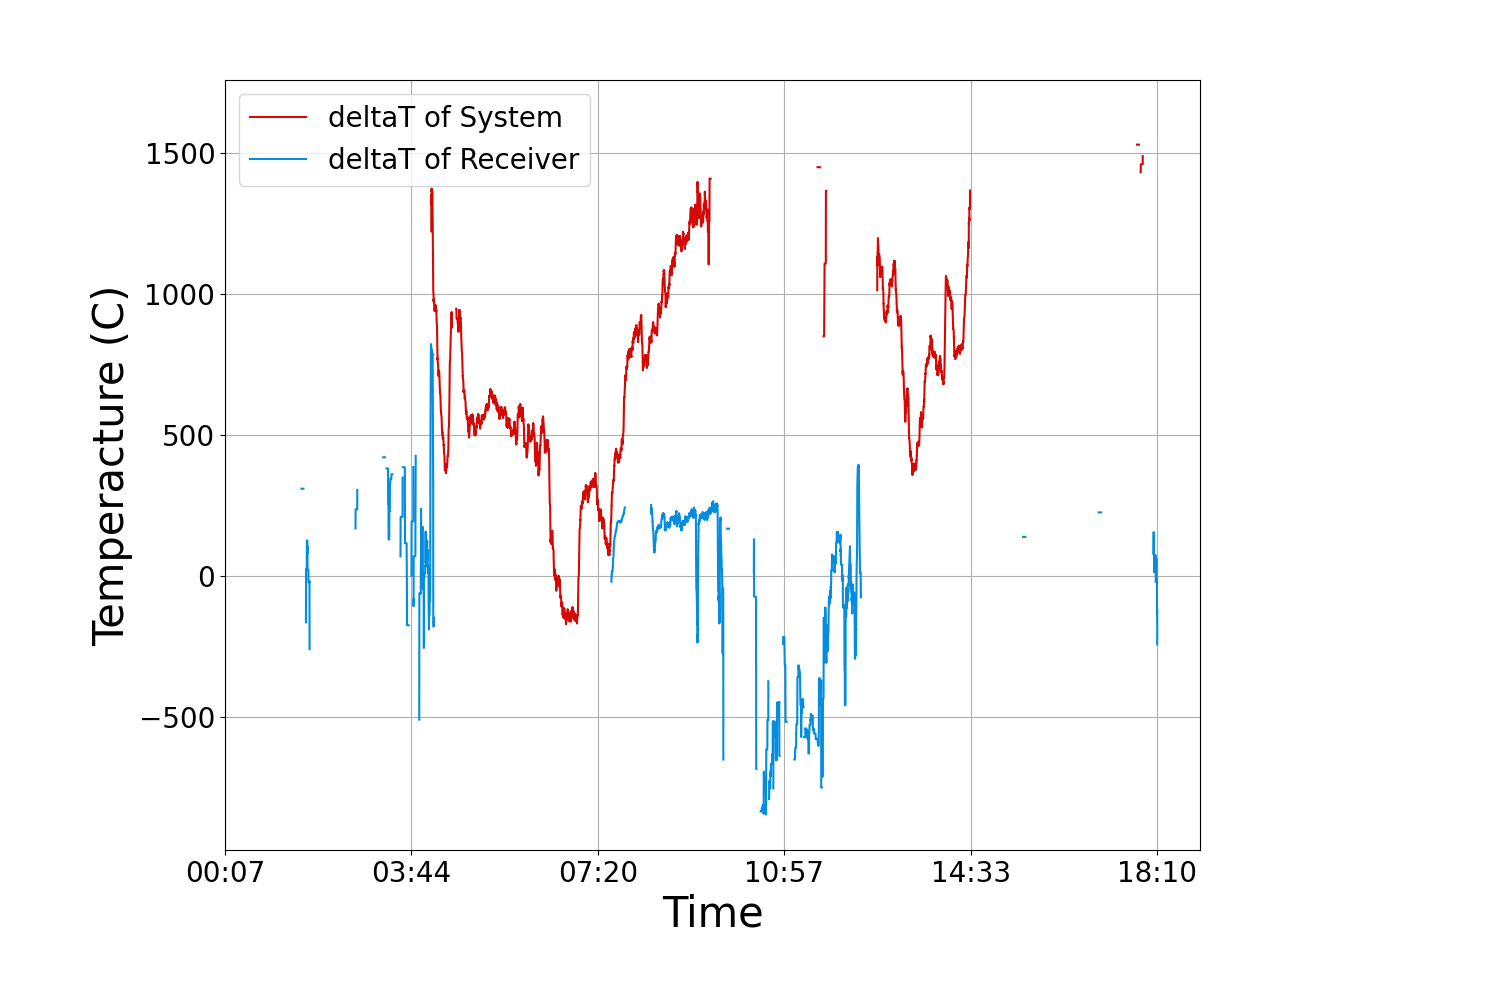 deltaT of System
deltaT of Receiver
Temperacture (C)
1500
1000
500
0
−500
00:07 03:44 07:20 10:57 14:33 18:10
Time